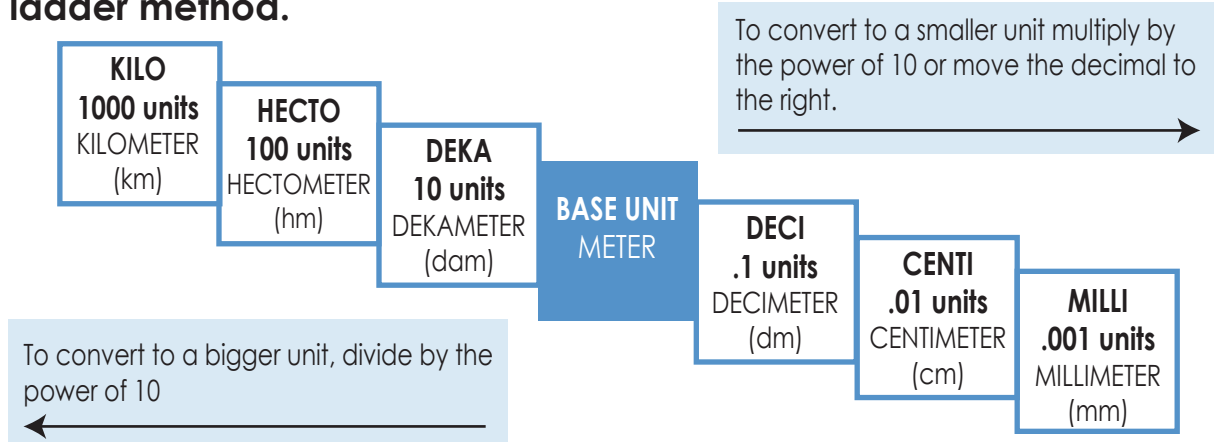 ladder method.
To convert to a smaller unit multiply by
the power of 10 or move the decimal to
the right.
KILO
1000 units
KILOMETER
(km)
HECTO
100 units
HECTOMETER
(hm)
DEKA
10 units
DEKAMETER
(dam)
BASE UNIT
METER
DECI
.1 units
DECIMETER
(dm)
CENTI
.01 units
CENTIMETER
(cm)
MILLI
.001 units
MILLIMETER
(mm)
To convert to a bigger unit, divide by the
power of 10